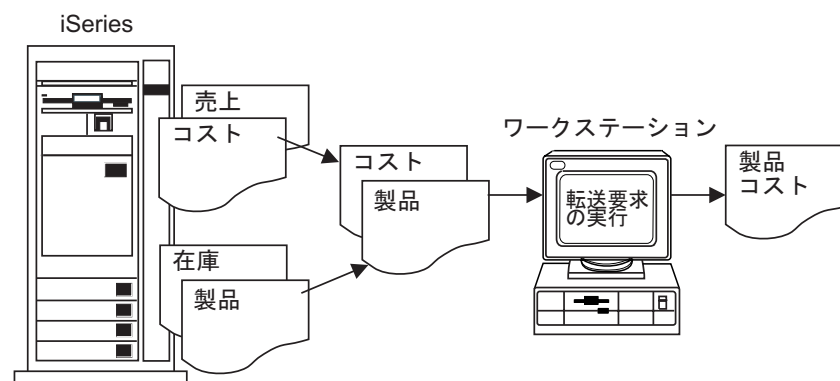 iSeries
売上
コスト
在庫
製品
コスト
製品
ワークステーション
転送要求
の実行
製品
コスト